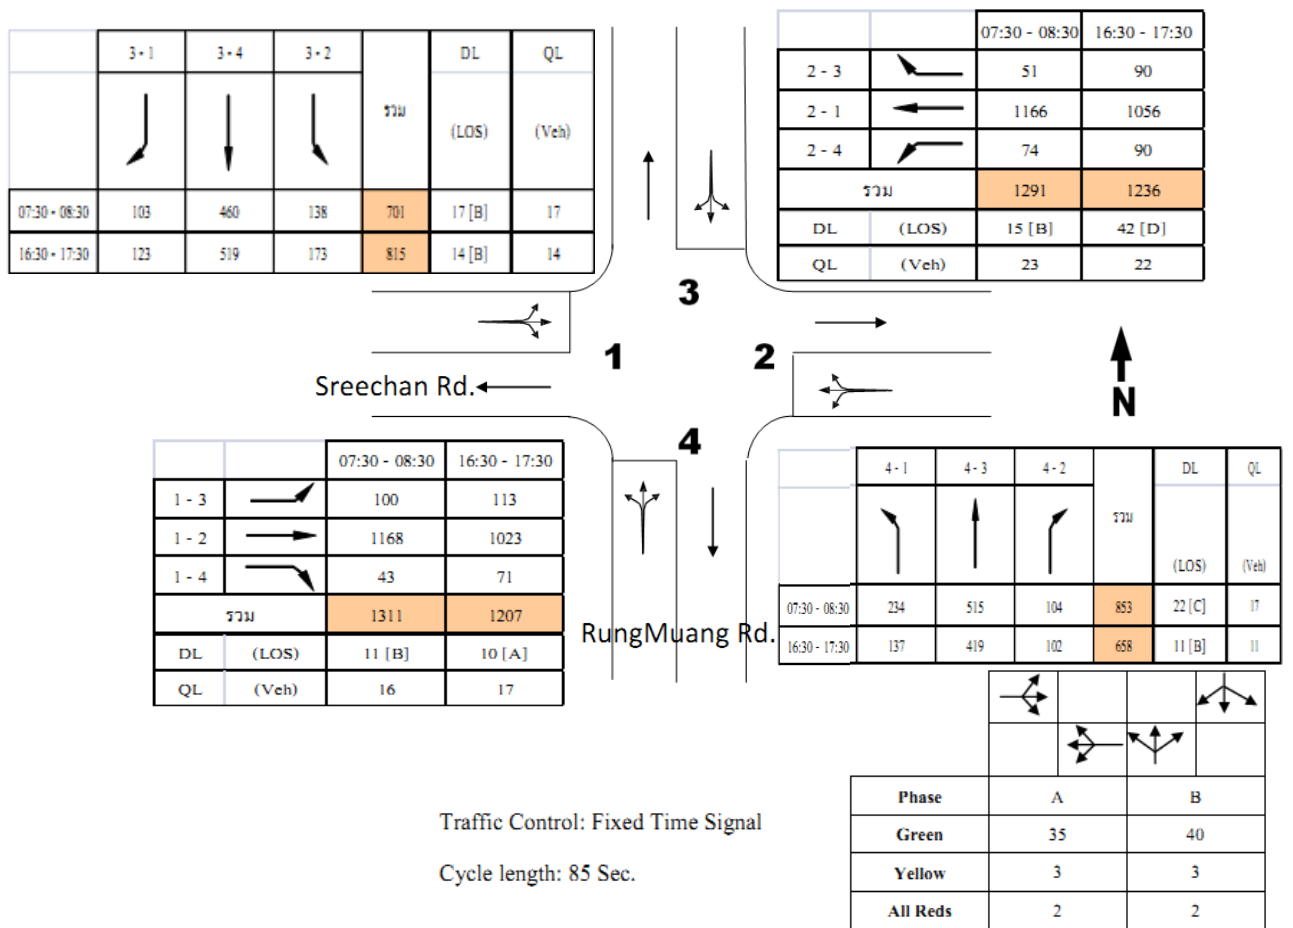 3 - 1 3 - 4 3 - 2 รวม DL QL
(LOS) (Veh)
07:30 - 08:30 103 460 138 701 17 [B] 17
16:30 - 17:30 123 519 173 815 14 [B] 14
07:30 - 08:30 16:30 - 17:30
2 - 3 51 90
2 - 1 1166 1056
2 - 4 74 90
รวม 1291 1236
DL (LOS) 15 [B] 42 [D]
QL (Veh) 23 22
3
1 2
Sreechan Rd.
N
4
07:30 - 08:30 16:30 - 17:30
1 - 3 100 113
1 - 2 1168 1023
1 - 4 43 71
รวม 1311 1207
DL (LOS) 11 [B] 10 [A]
QL (Veh) 16 17
RungMuang Rd.
4 - 1 4 - 3 4 - 2 รวม DL QL
(LOS) (Veh)
07:30 - 08:30 234 515 104 853 22 [C] 17
16:30 - 17:30 137 419 102 658 11 [B] 11
Traffic Control: Fixed Time Signal
Cycle length: 85 Sec.
Phase A B
Green 35 40
Yellow 3 3
All Reds 2 2